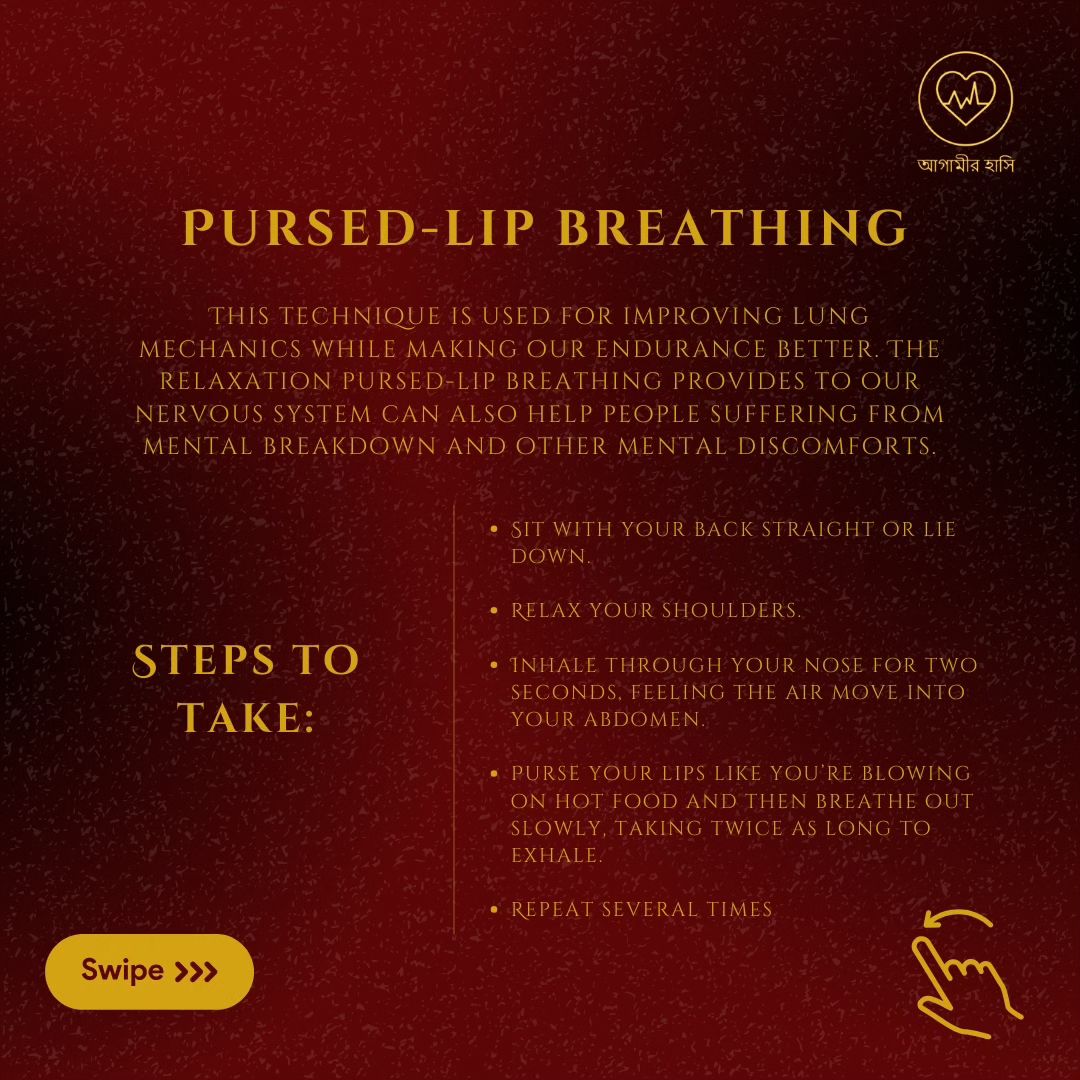 আগামীর হাসি
Pursed-lip breathing
This technique is used for improving lung
mechanics while making our endurance better. The
relaxation pursed-lip breathing provides to our
nervous system can also help people suffering from
mental breakdown and other mental discomforts.
Steps to
take:
• Sit with your back straight or lie
down.
• Relax your shoulders.
• Inhale through your nose for two
seconds, feeling the air move into
your abdomen.
• Purse your lips like you’re blowing
on hot food and then breathe out
slowly, taking twice as long to
exhale.
• Repeat several times
Swipe >>>